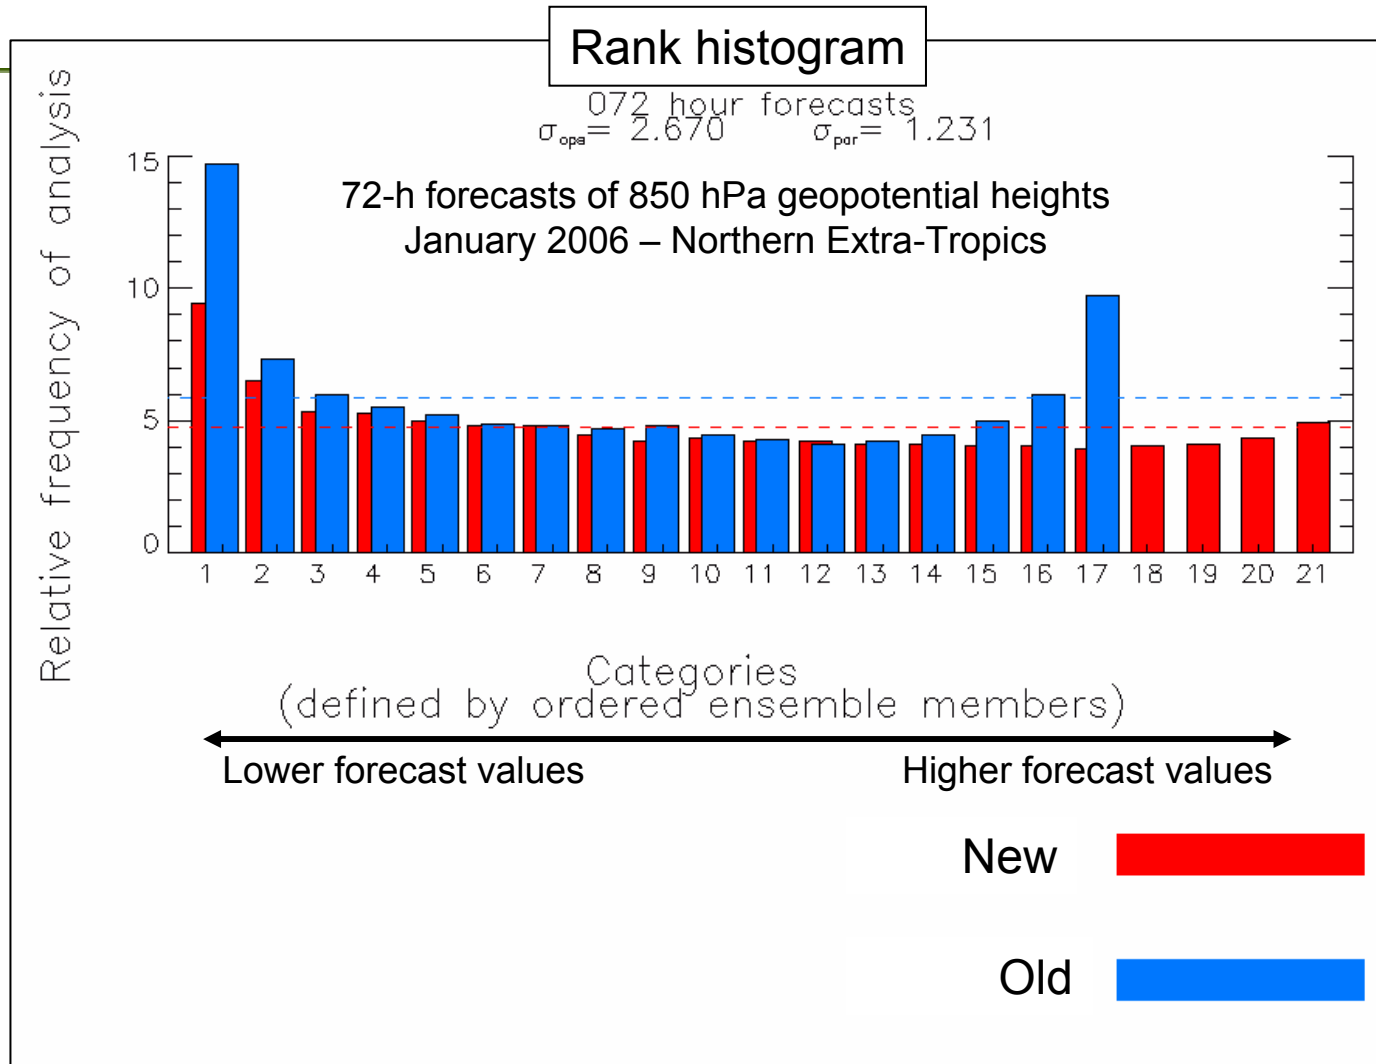 Rank histogram
072 hour forecasts
σope= 2.670 σpar= 1.231
72-h forecasts of 850 hPa geopotential heights
January 2006 – Northern Extra-Tropics
Relative frequency of analysis
15
10
5
0
1 2 3 4 5 6 7 8 9 10 11 12 13 14 15 16 17 18 19 20 21
Categories
(defined by ordered ensemble members)
Lower forecast values Higher forecast values
New
Old